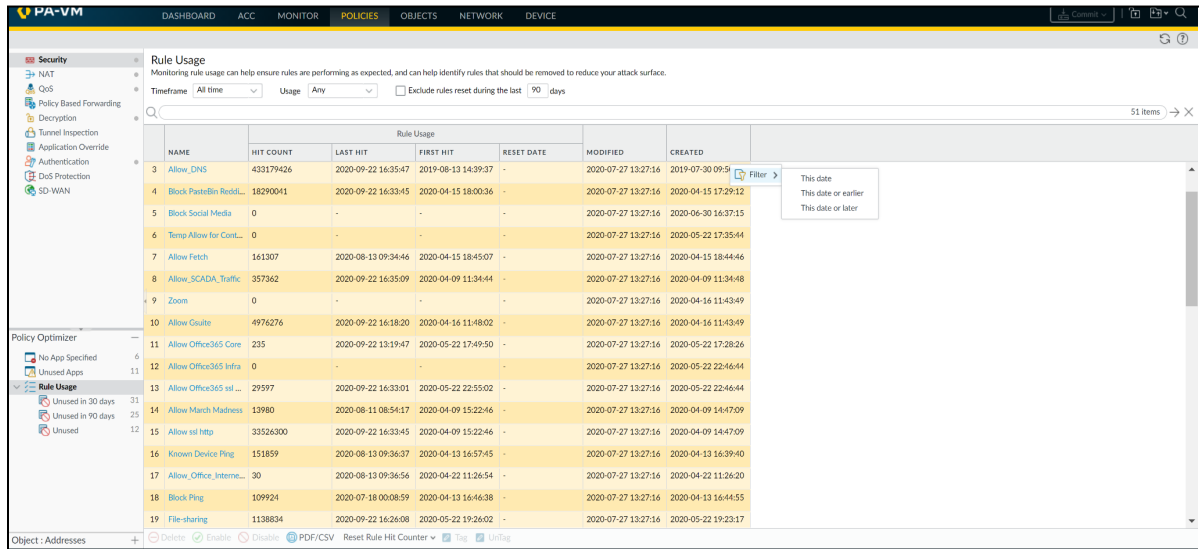 PA-VM DASHBOARD ACC MONITOR POLICIES OBJECTS NETWORK DEVICE Commit
Security
NAT
QoS
Policy Based Forwarding
Decryption
Tunnel Inspection
Application Override
Authentication
DoS Protection
SD-WAN
Policy Optimizer
No App Specified 6
Unused Apps 11
Rule Usage
Unused in 30 days 31
Unused in 90 days 25
Unused 12
Object : Addresses
Rule Usage
Monitoring rule usage can help ensure rules are performing as expected, and can help identify rules that should be removed to reduce your attack surface.
Timeframe All time Usage Any Exclude rules reset during the last 90 days
51 items
Rule Usage
NAME HIT COUNT LAST HIT FIRST HIT RESET DATE MODIFIED CREATED
3 Allow_DNS 433179426 2020-09-22 16:35:47 2019-08-13 14:39:37 - 2020-07-27 13:27:16 2019-07-30 09:5
4 Block PasteBin Reddi... 18290041 2020-09-22 16:33:45 2020-04-15 18:00:36 - 2020-07-27 13:27:16 2020-04-15 17:29:12
5 Block Social Media 0 - - - 2020-07-27 13:27:16 2020-06-30 16:37:15
6 Temp Allow for Cont... 0 - - - 2020-07-27 13:27:16 2020-05-22 17:35:44
7 Allow Fetch 161307 2020-08-13 09:34:46 2020-04-15 18:45:07 - 2020-07-27 13:27:16 2020-04-15 18:44:46
8 Allow_SCADA_Traffic 357362 2020-09-22 16:35:09 2020-04-09 11:34:44 - 2020-07-27 13:27:16 2020-04-09 11:34:48
9 Zoom 0 - - - 2020-07-27 13:27:16 2020-04-16 11:43:49
10 Allow Gsuite 4976276 2020-09-22 16:18:20 2020-04-16 11:48:02 - 2020-07-27 13:27:16 2020-04-16 11:43:49
11 Allow Office365 Core 235 2020-09-22 13:19:47 2020-05-22 17:49:50 - 2020-07-27 13:27:16 2020-05-22 17:28:26
12 Allow Office365 Infra 0 - - - 2020-07-27 13:27:16 2020-05-22 22:46:44
13 Allow Office365 ssl ... 29597 2020-09-22 16:33:01 2020-05-22 22:55:02 - 2020-07-27 13:27:16 2020-05-22 22:46:44
14 Allow March Madness 13980 2020-08-11 08:54:17 2020-04-09 15:22:46 - 2020-07-27 13:27:16 2020-04-09 14:47:09
15 Allow ssl http 33526300 2020-09-22 16:33:45 2020-04-09 15:22:46 - 2020-07-27 13:27:16 2020-04-09 14:47:09
16 Known Device Ping 151859 2020-08-13 09:36:37 2020-04-13 16:57:45 - 2020-07-27 13:27:16 2020-04-13 16:39:40
17 Allow_Office_Interne... 30 2020-08-13 09:36:56 2020-04-22 11:26:54 - 2020-07-27 13:27:16 2020-04-22 11:26:20
18 Block Ping 109924 2020-07-18 00:08:59 2020-04-13 16:46:38 - 2020-07-27 13:27:16 2020-04-13 16:44:55
19 File-sharing 1138834 2020-09-22 16:26:08 2020-05-22 19:26:02 - 2020-07-27 13:27:16 2020-05-22 19:23:17
Filter
This date
This date or earlier
This date or later
Delete Enable Disable PDF/CSV Reset Rule Hit Counter Tag UnTag